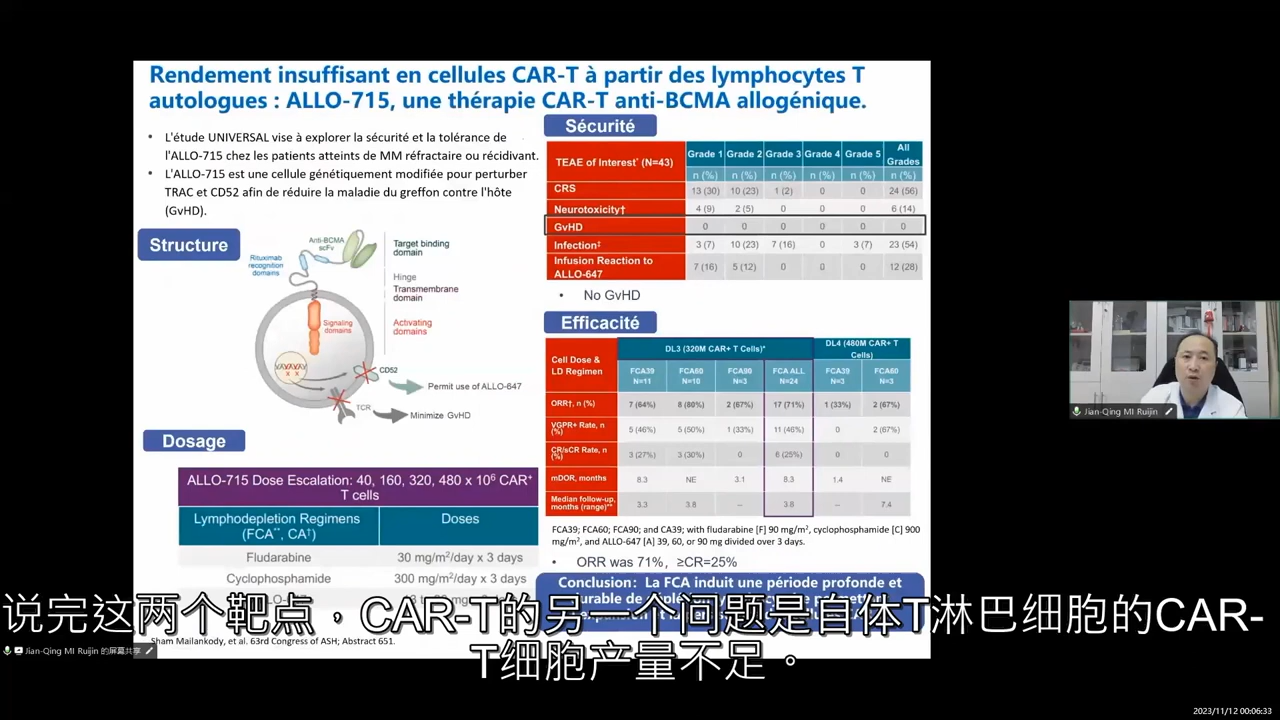 Rendement insuffisant en cellules CAR-T à partir des lymphocytes T
autologues : ALLO-715, une thérapie CAR-T anti-BCMA allogénique.
• L'étude UNIVERSAL vise à explorer la sécurité et la tolérance de
l'ALLO-715 chez les patients atteints de MM réfractaire ou récidivant.
• L'ALLO-715 est une cellule génétiquement modifiée pour perturber
TRAC et CD52 afin de réduire la maladie du greffon contre l'hôte
(GvHD).
Structure
Anti-BCMA
scFv
Rituximab
recognition
domains
Target binding
domain
Hinge
Transmembrane
domain
Signaling
domains
Activating
domains
CD52
Permit use of ALLO-647
TCR
Minimize GvHD
Dosage
ALLO-715 Dose Escalation: 40, 160, 320, 480 x 10⁶ CAR⁺
T cells
Lymphodepletion Regimens
(FCA**, CA†)
Doses
Fludarabine 30 mg/m²/day x 3 days
Cyclophosphamide 300 mg/m²/day x 3 days
Sham Mailankody, et al. 63rd Congress of ASH; Abstract 651.
Sécurité
TEAE of Interest* (N=43) Grade 1 Grade 2 Grade 3 Grade 4 Grade 5 All Grades
n (%) n (%) n (%) n (%) n (%) n (%)
CRS 13 (30) 10 (23) 1 (2) 0 0 24 (56)
Neurotoxicity† 4 (9) 2 (5) 0 0 0 6 (14)
GvHD 0 0 0 0 0 0
Infection‡ 3 (7) 10 (23) 7 (16) 0 3 (7) 23 (54)
Infusion Reaction to ALLO-647 7 (16) 5 (12) 0 0 0 12 (28)
• No GvHD
Efficacité
Cell Dose & LD Regimen
DL3 (320M CAR+ T Cells)*
DL4 (480M CAR+ T Cells)
FCA39 N=11 FCA60 N=10 FCA90 N=3 FCA ALL N=24 FCA39 N=3 FCA60 N=3
ORR†, n (%) 7 (64%) 8 (80%) 2 (67%) 17 (71%) 1 (33%) 2 (67%)
VGPR+ Rate, n (%) 5 (46%) 5 (50%) 1 (33%) 11 (46%) 0 2 (67%)
CR/sCR Rate, n (%) 3 (27%) 3 (30%) 0 6 (25%) 0 0
mDOR, months 8.3 NE 3.1 8.3 1.4 NE
Median follow-up, months (range)** 3.3 3.8 -- 3.8 -- 7.4
FCA39; FCA60; FCA90; and CA39; with fludarabine [F] 90 mg/m², cyclophosphamide [C] 900
mg/m², and ALLO-647 [A] 39, 60, or 90 mg divided over 3 days.
• ORR was 71%, ≥CR=25%
Conclusion: La FCA induit une période profonde et
说完这两个靶点，CAR-T的另一个问题是自体T淋巴细胞的CAR-
T细胞产量不足。
Jian-Qing MI Ruijin 的屏幕共享
Jian-Qing MI Ruijin
2023/11/12 00:06:33